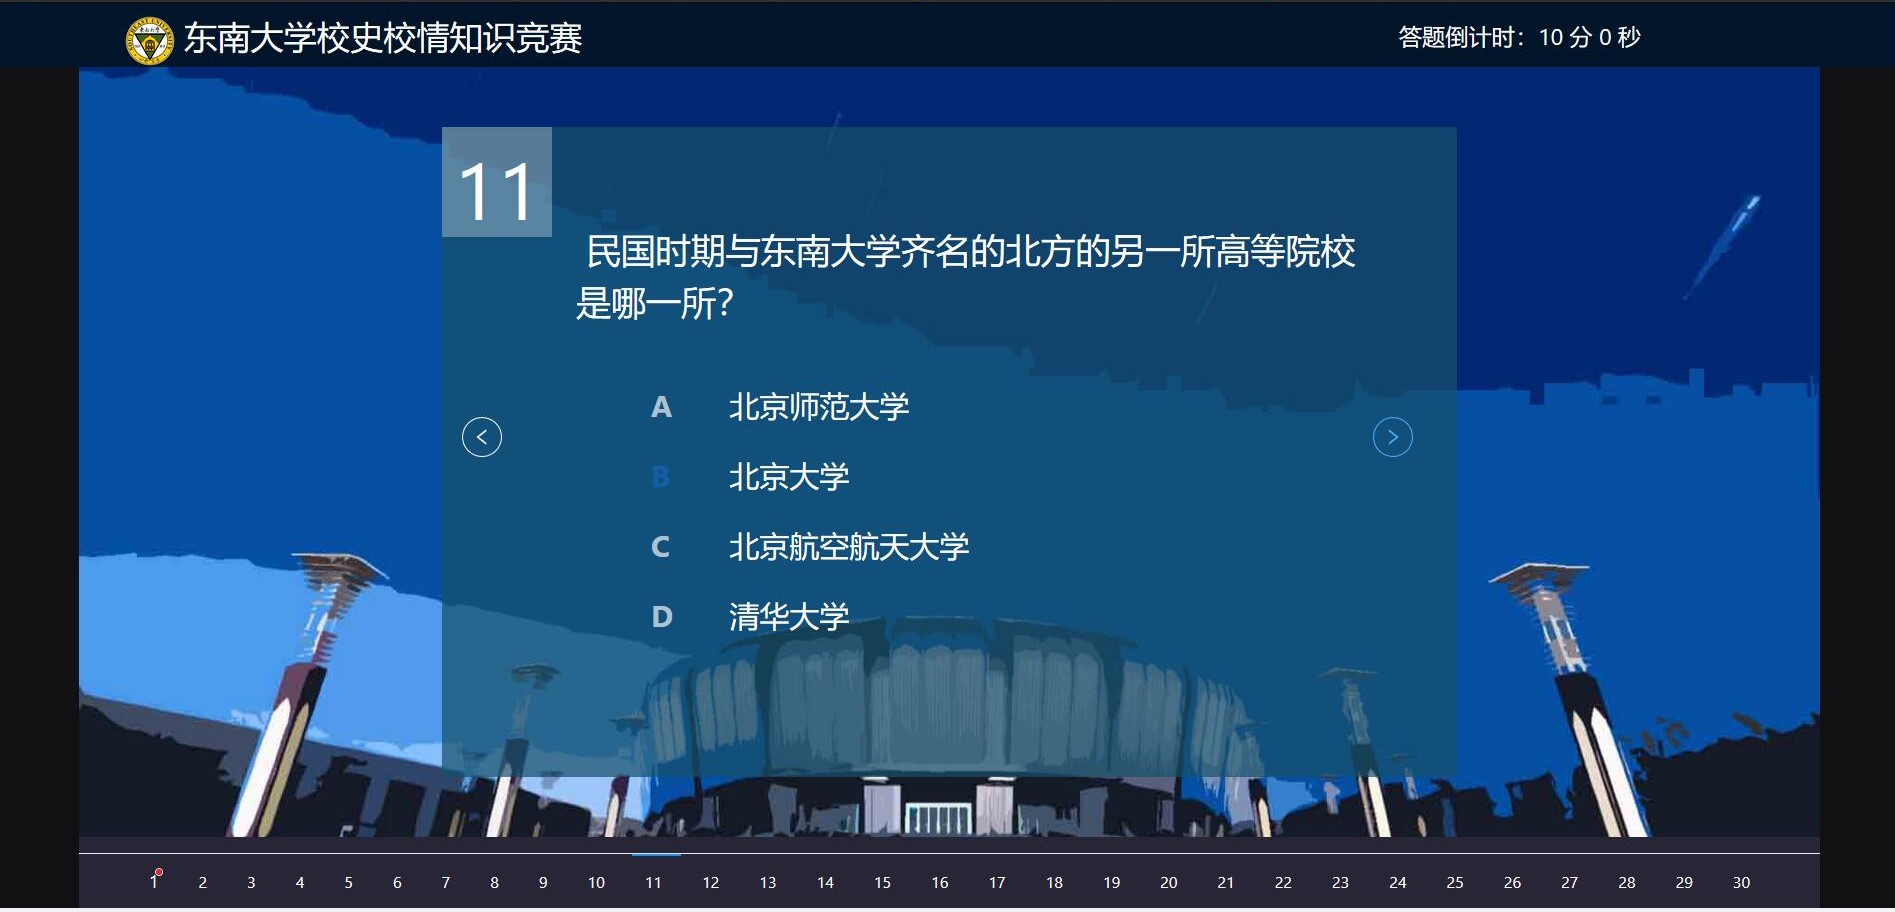 东南大学校史校情知识竞赛
答题倒计时：10 分 0 秒
11
民国时期与东南大学齐名的北方的另一所高等院校
是哪一所？
A 北京师范大学
B 北京大学
C 北京航空航天大学
D 清华大学
1 2 3 4 5 6 7 8 9 10 11 12 13 14 15 16 17 18 19 20 21 22 23 24 25 26 27 28 29 30